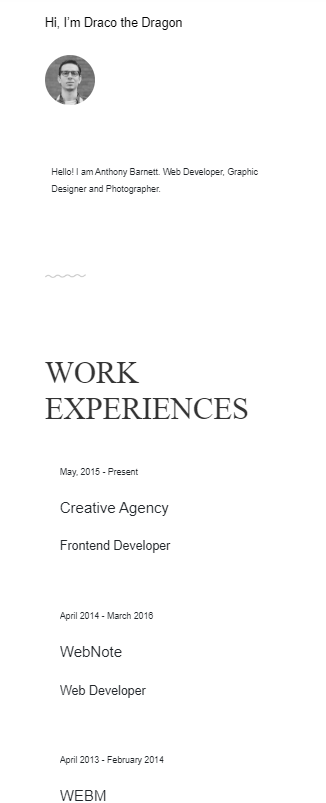 Hi, I'm Draco the Dragon
Hello! I am Anthony Barnett. Web Developer, Graphic
Designer and Photographer.
WORK
EXPERIENCES
May, 2015 - Present
Creative Agency
Frontend Developer
April 2014 - March 2016
WebNote
Web Developer
April 2013 - February 2014
WEBM